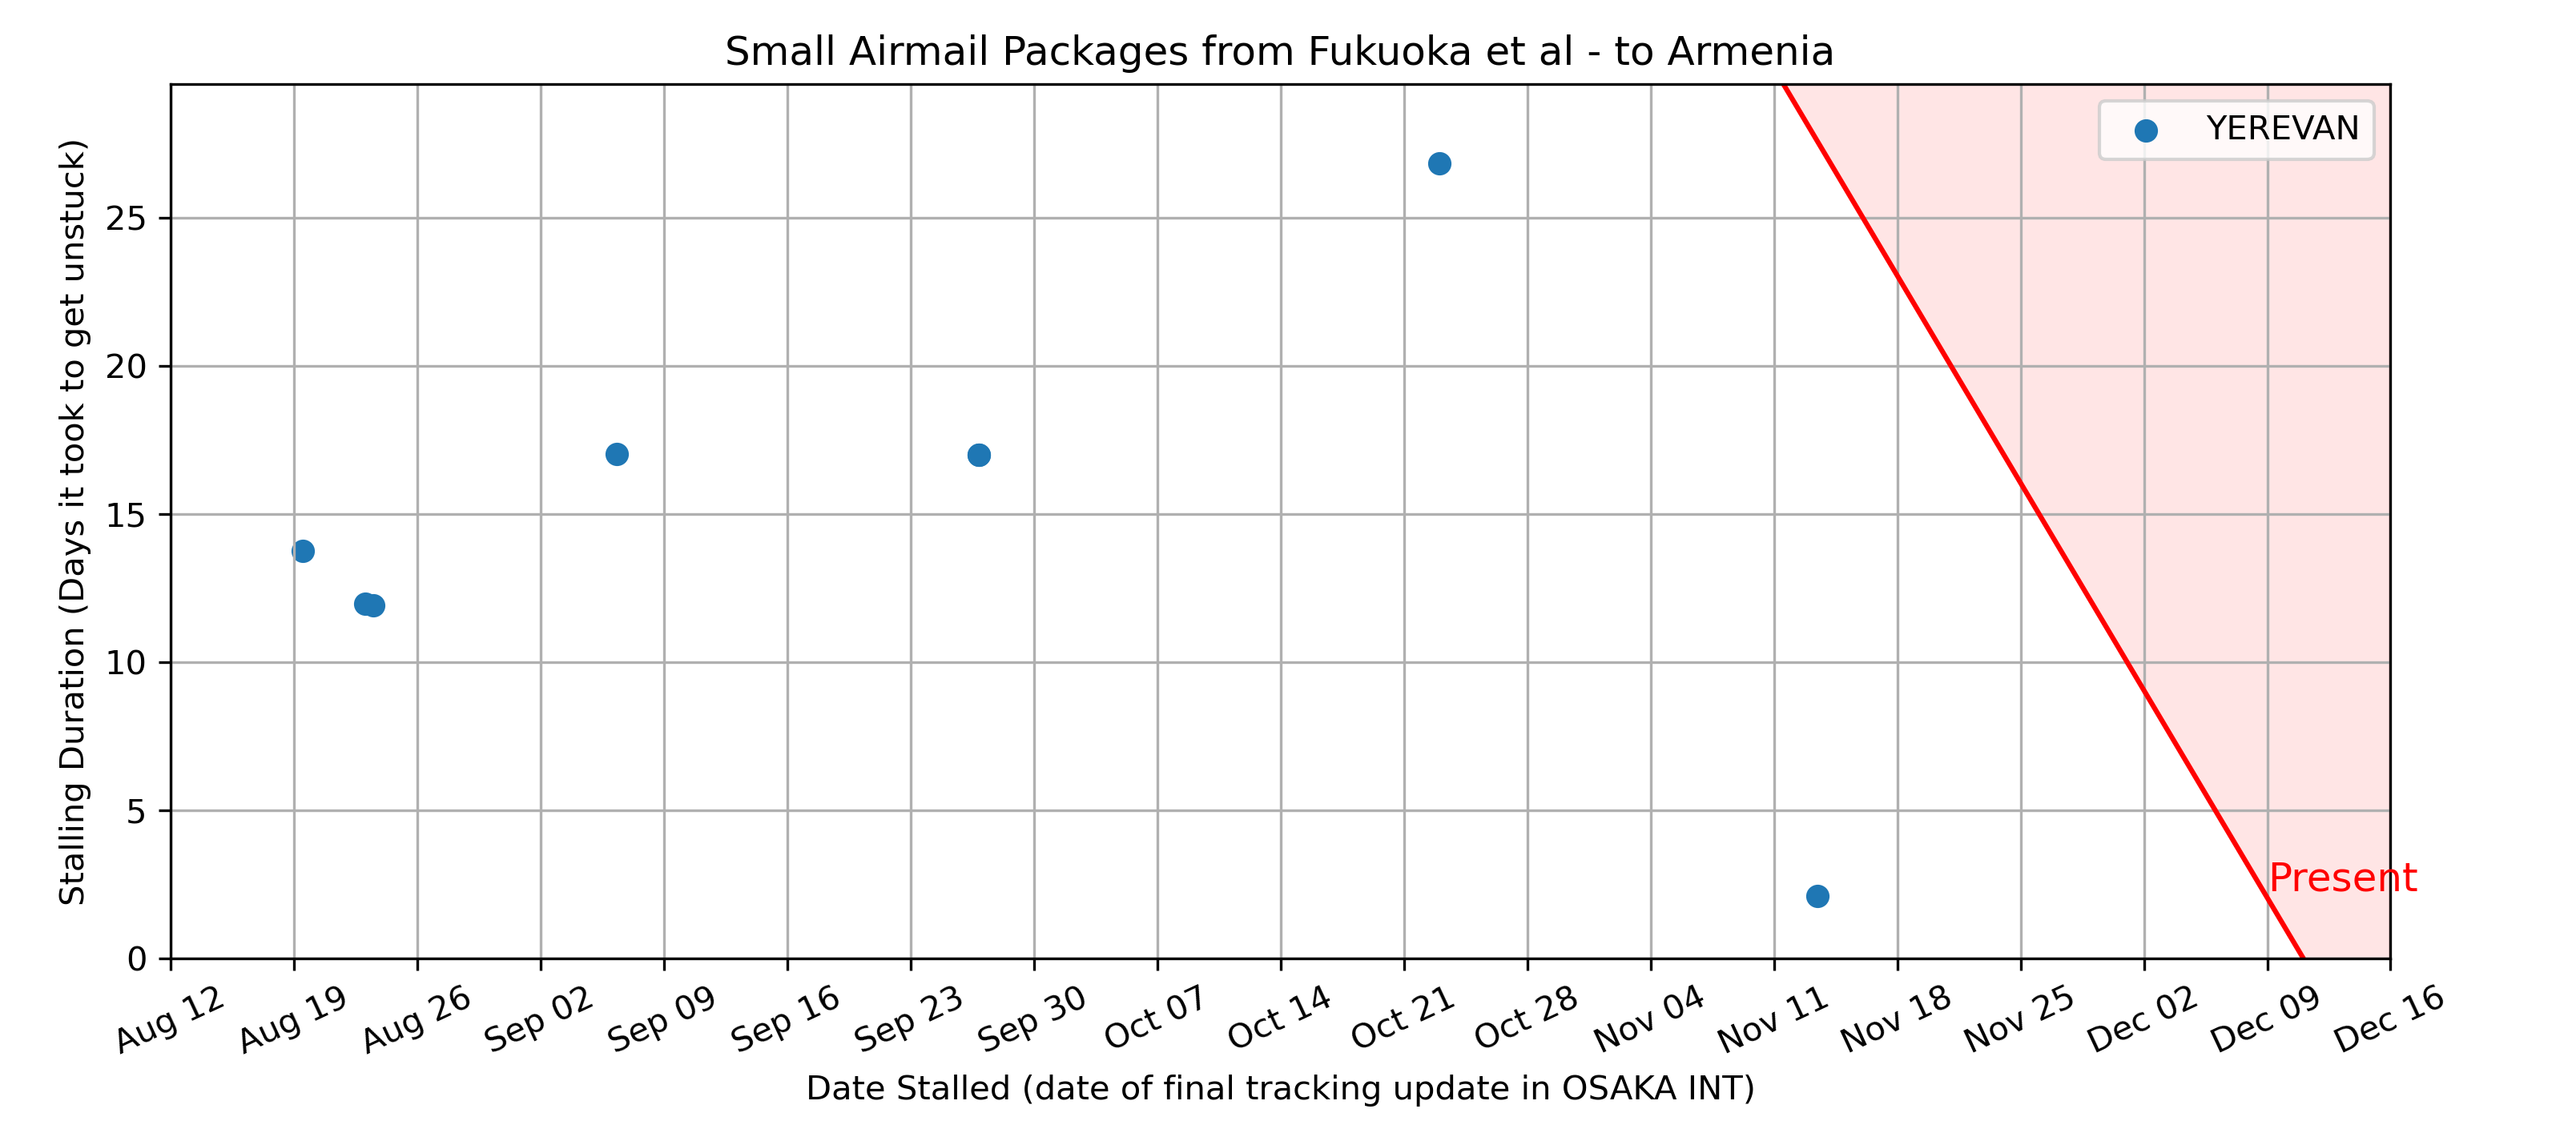 Small Airmail Packages from Fukuoka et al - to Armenia
YEREVAN
Stalling Duration (Days it took to get unstuck)
25
20
15
10
5
0
Present
Aug 12
Aug 19
Aug 26
Sep 02
Sep 09
Sep 16
Sep 23
Sep 30
Oct 07
Oct 14
Oct 21
Oct 28
Nov 04
Nov 11
Nov 18
Nov 25
Dec 02
Dec 09
Dec 16
Date Stalled (date of final tracking update in OSAKA INT)